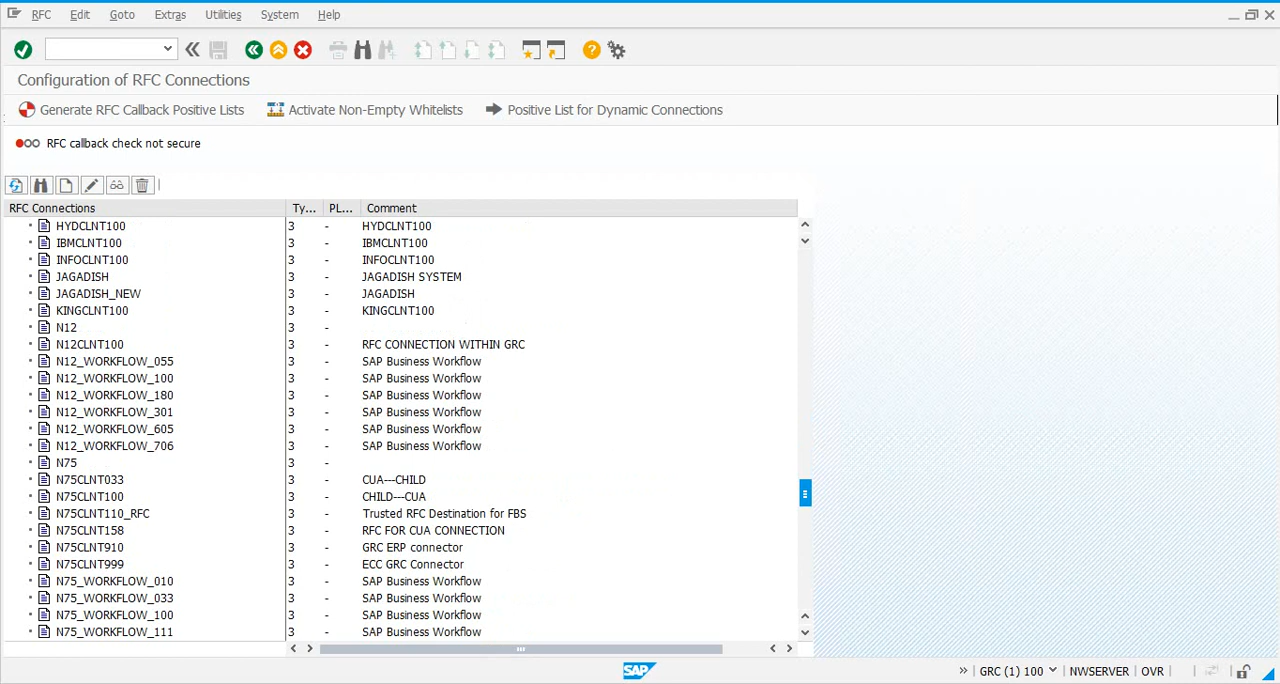 RFC Edit Goto Extras Utilities System Help
Configuration of RFC Connections
Generate RFC Callback Positive Lists Activate Non-Empty Whitelists Positive List for Dynamic Connections
RFC callback check not secure
RFC Connections Ty... PL... Comment
HYDCLNT100 3 - HYDCLNT100
IBMCLNT100 3 - IBMCLNT100
INFOCLNT100 3 - INFOCLNT100
JAGADISH 3 - JAGADISH SYSTEM
JAGADISH_NEW 3 - JAGADISH
KINGCLNT100 3 - KINGCLNT100
N12 3 -
N12CLNT100 3 - RFC CONNECTION WITHIN GRC
N12_WORKFLOW_055 3 - SAP Business Workflow
N12_WORKFLOW_100 3 - SAP Business Workflow
N12_WORKFLOW_180 3 - SAP Business Workflow
N12_WORKFLOW_301 3 - SAP Business Workflow
N12_WORKFLOW_605 3 - SAP Business Workflow
N12_WORKFLOW_706 3 - SAP Business Workflow
N75 3 -
N75CLNT033 3 - CUA---CHILD
N75CLNT100 3 - CHILD---CUA
N75CLNT110_RFC 3 - Trusted RFC Destination for FBS
N75CLNT158 3 - RFC FOR CUA CONNECTION
N75CLNT910 3 - GRC ERP connector
N75CLNT999 3 - ECC GRC Connector
N75_WORKFLOW_010 3 - SAP Business Workflow
N75_WORKFLOW_033 3 - SAP Business Workflow
N75_WORKFLOW_100 3 - SAP Business Workflow
N75_WORKFLOW_111 3 - SAP Business Workflow
SAP GRC (1) 100 NWSERVER OVR